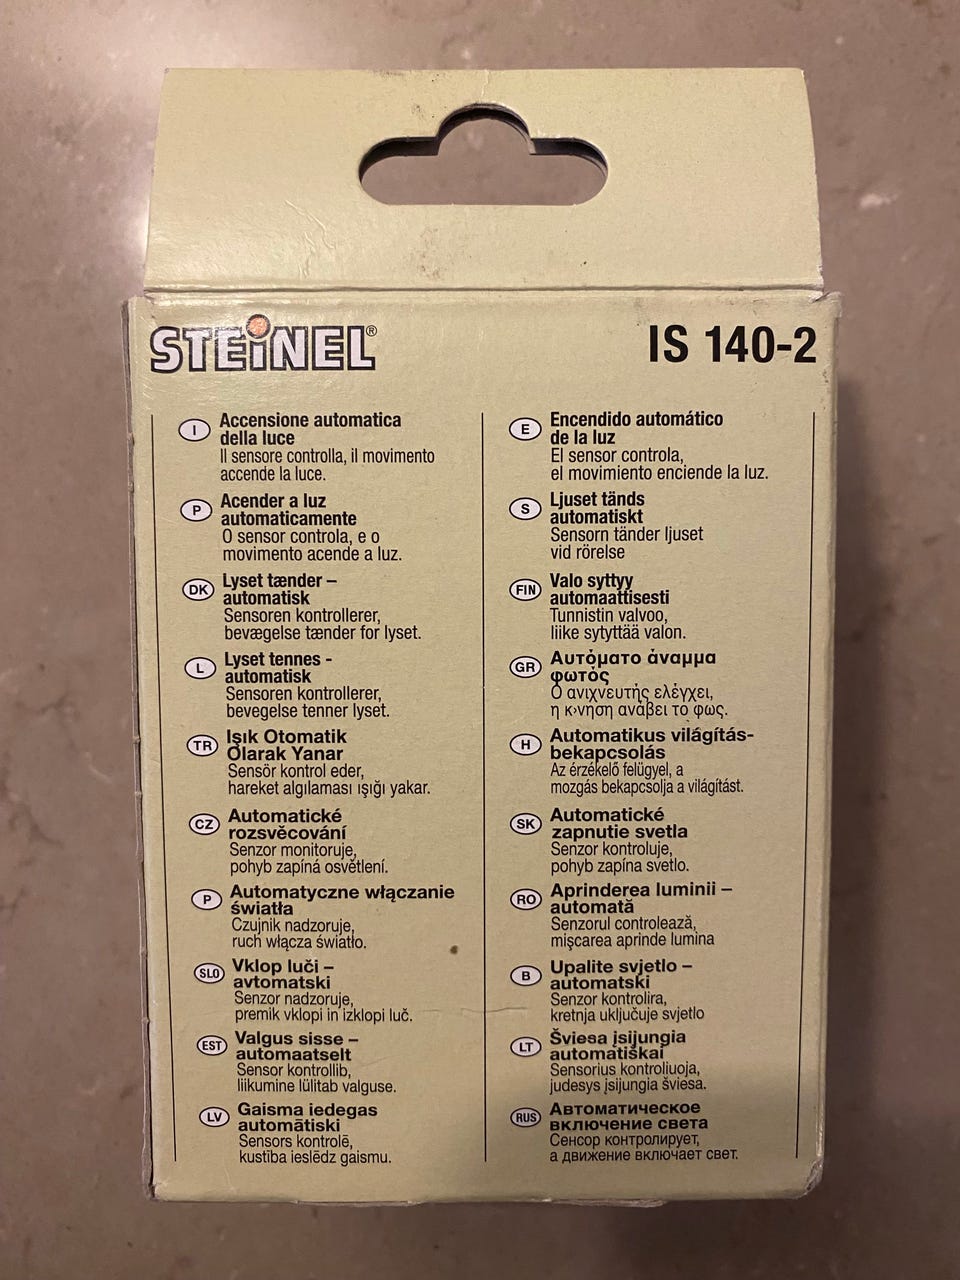 STEINEL®
IS 140-2
I
Accensione automatica
della luce
Il sensore controlla, il movimento
accende la luce.
P
Acender a luz
automaticamente
O sensor controla, e o
movimento acende a luz.
DK
Lyset tænder –
automatisk
Sensoren kontrollerer,
bevægelse tænder for lyset.
L
Lyset tennes -
automatisk
Sensoren kontrollerer,
bevegelse tenner lyset.
TR
Işık Otomatik
Olarak Yanar
Sensör kontrol eder,
hareket algılaması ışığı yakar.
CZ
Automatické
rozsvěcování
Senzor monitoruje,
pohyb zapíná osvětlení.
P
Automatyczne włączanie
światła
Czujnik nadzoruje,
ruch włącza światło.
SLO
Vklop luči –
avtomatski
Senzor nadzoruje,
premik vklopi in izklopi luč.
EST
Valgus sisse –
automaatselt
Sensor kontrollib,
liikumine lülitab valguse.
LV
Gaisma iedegas
automātiski
Sensors kontrolē,
kustība ieslēdz gaismu.
E
Encendido automático
de la luz
El sensor controla,
el movimiento enciende la luz.
S
Ljuset tänds
automatiskt
Sensorn tänder ljuset
vid rörelse
FIN
Valo syttyy
automaattisesti
Tunnistin valvoo,
liike sytyttää valon.
GR
Αυτόματο άναμμα
φωτός
Ο ανιχνευτής ελέγχει,
η κ›νηση ανάβει το φως.
H
Automatikus világítás-
bekapcsolás
Az érzékelő felügyel, a
mozgás bekapcsolja a világítást.
SK
Automatické
zapnutie svetla
Senzor kontroluje,
pohyb zapína svetlo.
RO
Aprinderea luminii –
automată
Senzorul controlează,
mişcarea aprinde lumina
B
Upalite svjetlo –
automatski
Senzor kontrolira,
kretnja uključuje svjetlo
LT
Šviesa įsijungia
automatiškai
Sensorius kontroliuoja,
judesys įsijungia šviesa.
RUS
Автоматическое
включение света
Сенсор контролирует,
а движение включает свет.